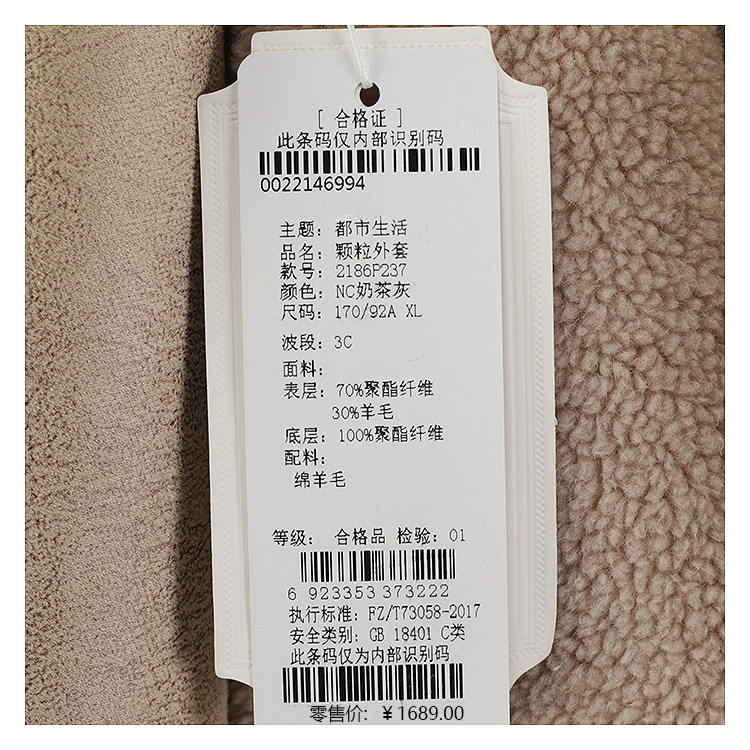 [ 合格证 ]
此条码仅内部识别码
0022146994
主题: 都市生活
品名: 颗粒外套
款号: 2186P237
颜色: NC奶茶灰
尺码: 170/92A XL
波段: 3C
面料:
表层: 70%聚酯纤维
30%羊毛
底层: 100%聚酯纤维
配料:
绵羊毛
等级: 合格品 检验: 01
6 923353 373222
执行标准: FZ/T73058-2017
安全类别: GB 18401 C类
此条码仅为内部识别码
零售价: ¥1689.00